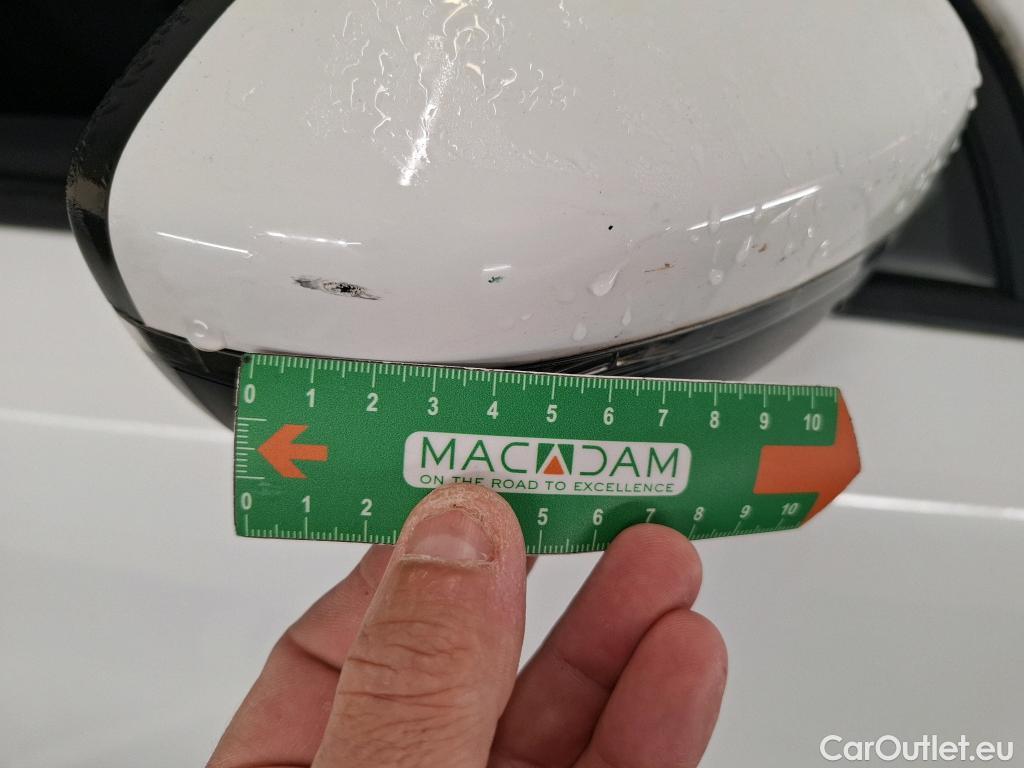 0 1 2 3 4 5 6 7 8 9 10
MACADAM
ON THE ROAD TO EXCELLENCE
0 1 2 5 6 7 8 9 10
CarOutlet.eu